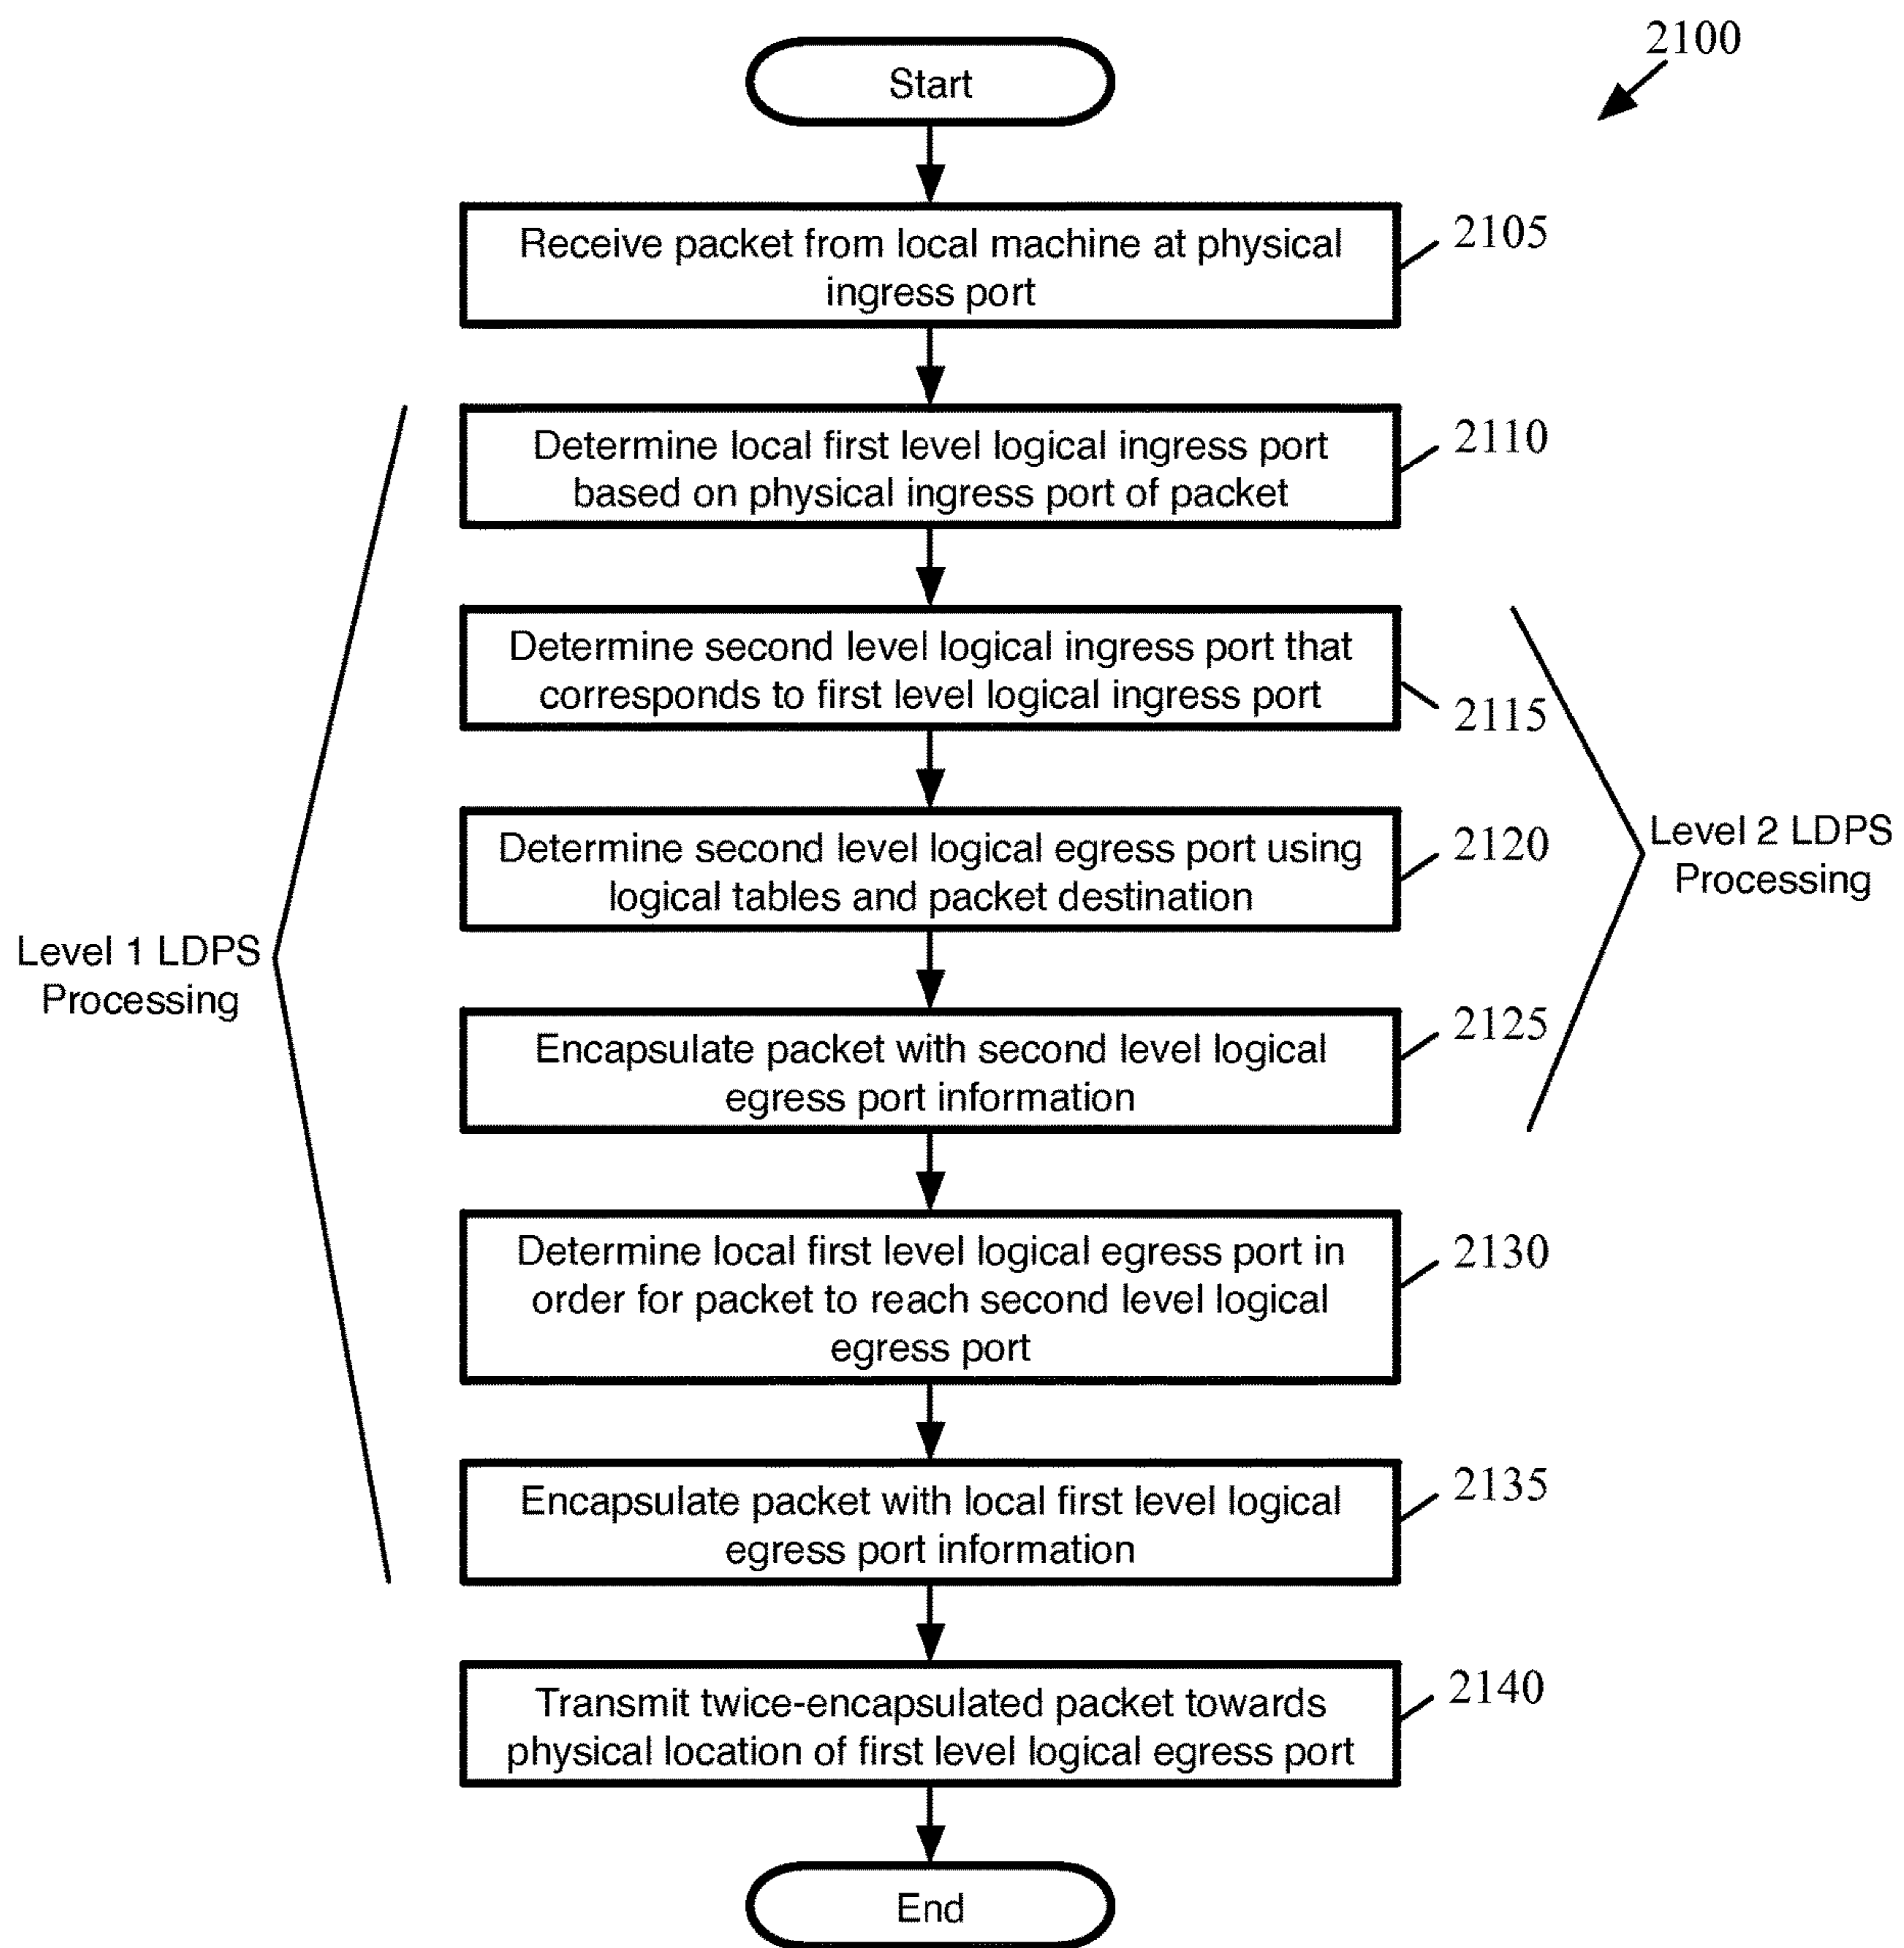 2100
Start
Receive packet from local machine at physical
ingress port
2105
Determine local first level logical ingress port
based on physical ingress port of packet
2110
Determine second level logical ingress port that
corresponds to first level logical ingress port
2115
Determine second level logical egress port using
logical tables and packet destination
2120
Level 2 LDPS
Processing
Level 1 LDPS
Processing
Encapsulate packet with second level logical
egress port information
2125
Determine local first level logical egress port in
order for packet to reach second level logical
egress port
2130
Encapsulate packet with local first level logical
egress port information
2135
Transmit twice-encapsulated packet towards
physical location of first level logical egress port
2140
End